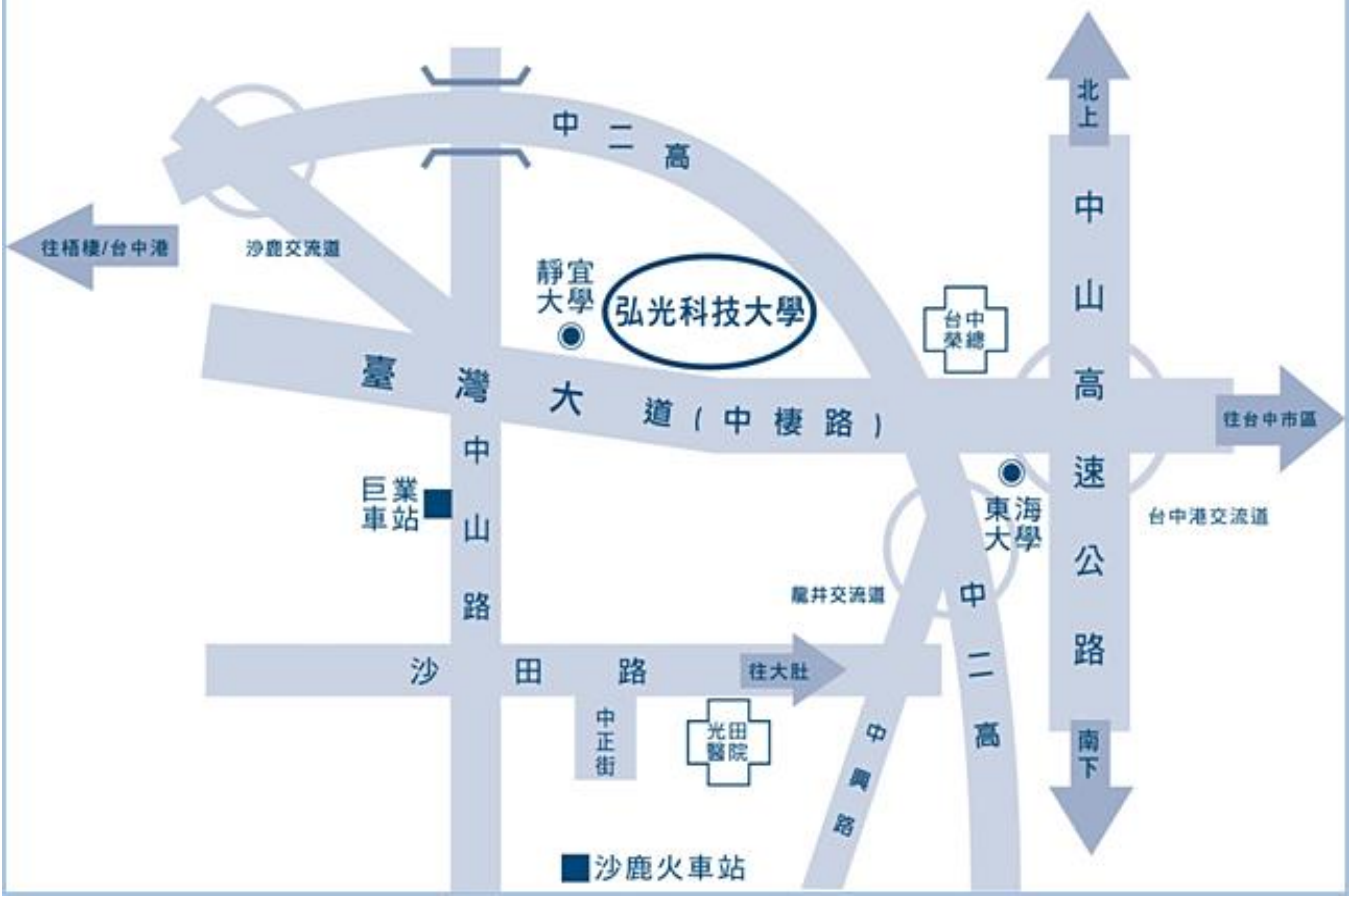 北上
中二高
中山高速公路
往梧棲/台中港
沙鹿交流道
靜宜
大學
弘光科技大學
台中
榮總
臺灣大道(中棲路)
往台中市區
中山路
巨業
車站
東海
大學
台中港交流道
龍井交流道
中二高
沙田路
往大肚
中正街
光田
醫院
中興路
南下
沙鹿火車站